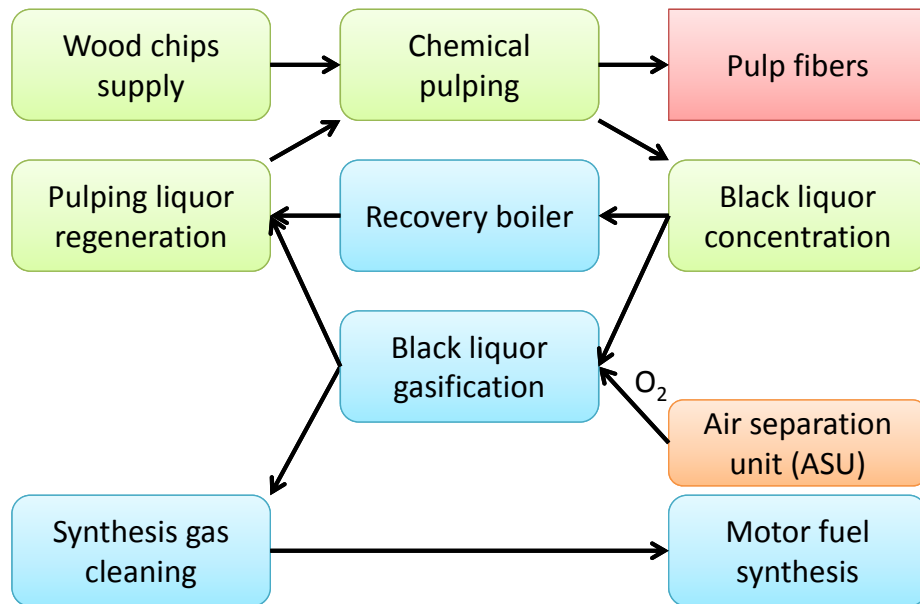 Wood chips
supply
Chemical
pulping
Pulp fibers
Pulping liquor
regeneration
Recovery boiler
Black liquor
concentration
Black liquor
gasification
O₂
Air separation
unit (ASU)
Synthesis gas
cleaning
Motor fuel
synthesis